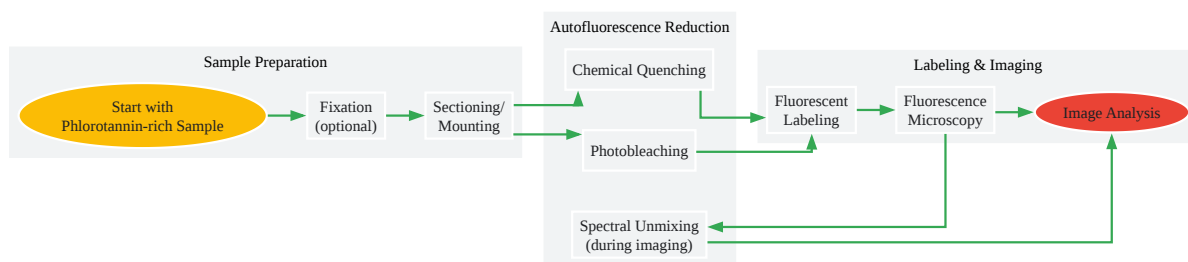 Sample Preparation
Start with
Phlorotannin-rich Sample
Fixation
(optional)
Sectioning/
Mounting
Autofluorescence Reduction
Chemical Quenching
Photobleaching
Spectral Unmixing
(during imaging)
Labeling & Imaging
Fluorescent
Labeling
Fluorescence
Microscopy
Image Analysis